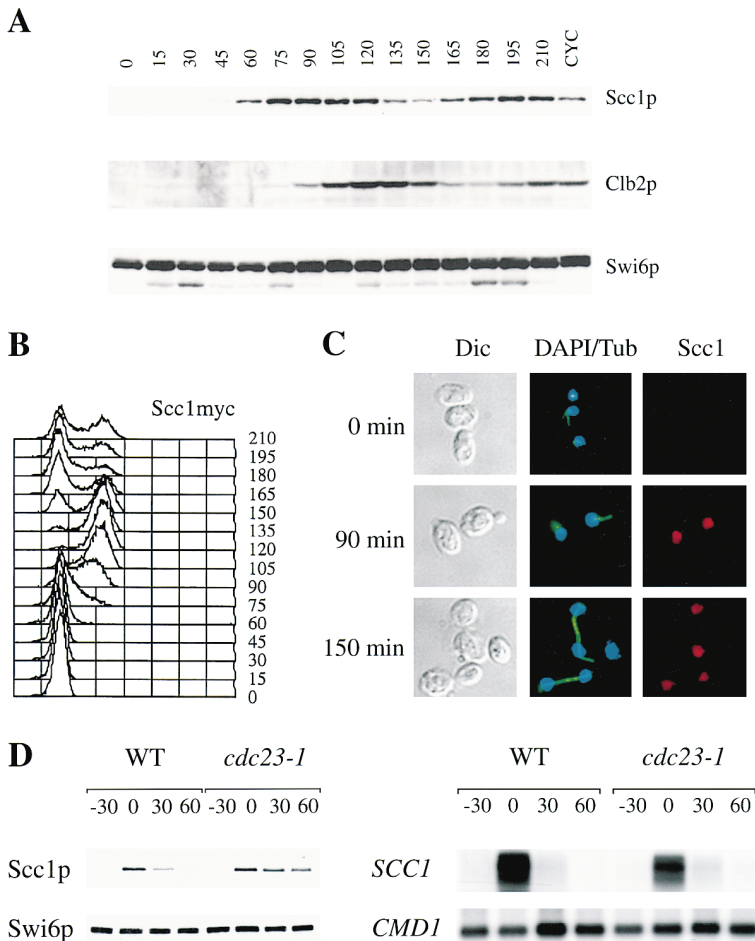 A
0 15 30 45 60 75 90 105 120 135 150 165 180 195 210 CYC
Scc1p
Clb2p
Swi6p
B
Scc1myc
210
195
180
165
150
135
120
105
90
75
60
45
30
15
0
C
Dic DAPI/Tub Scc1
0 min
90 min
150 min
D
WT cdc23-1 WT cdc23-1
-30 0 30 60 -30 0 30 60 -30 0 30 60 -30 0 30 60
Scc1p SCC1
Swi6p CMD1